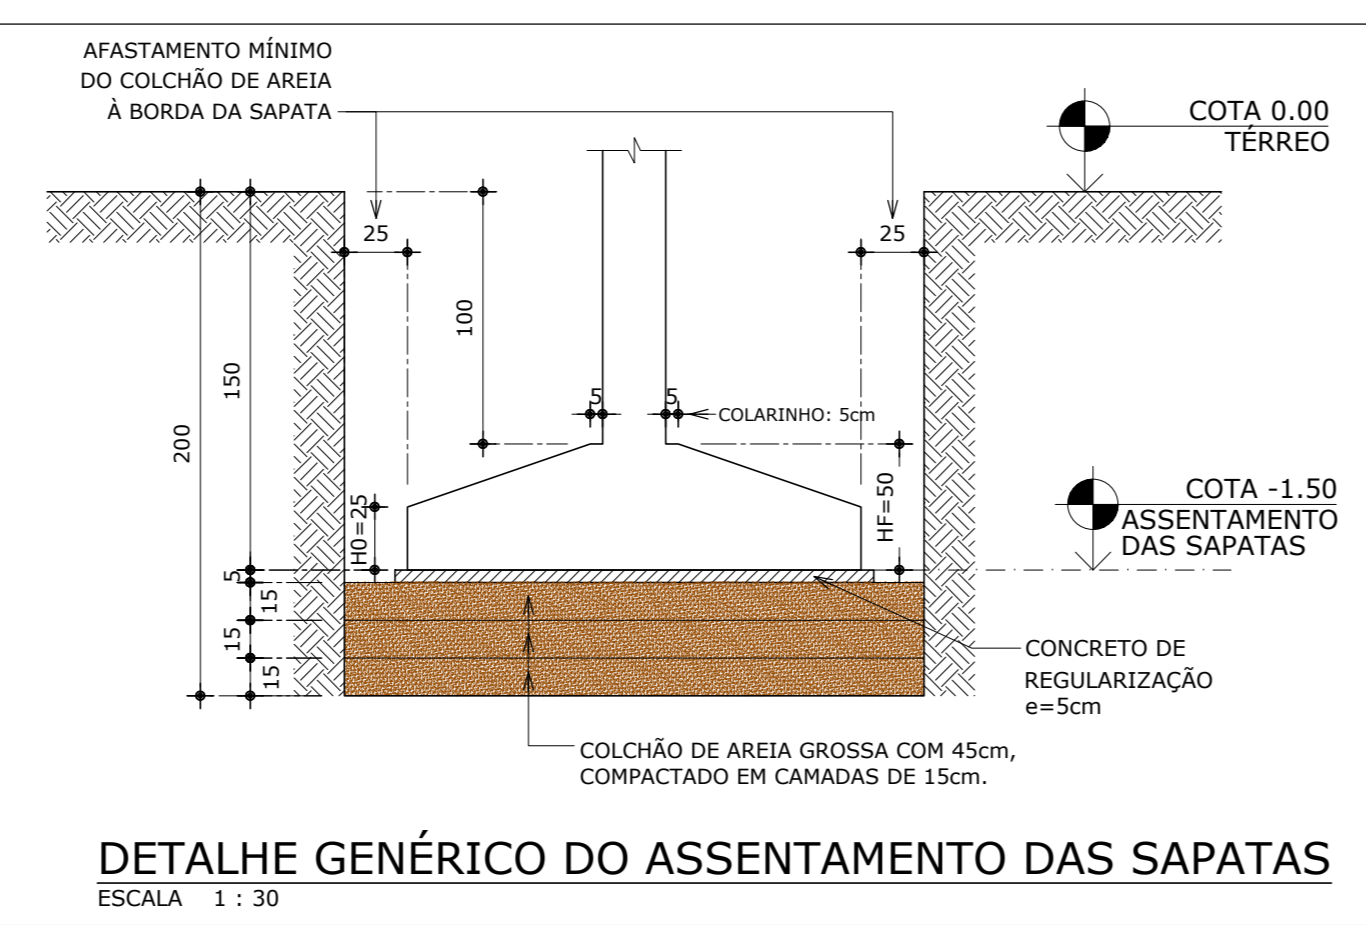 AFASTAMENTO MÍNIMO
DO COLCHÃO DE AREIA
À BORDA DA SAPATA
COTA 0.00
TÉRREO
25
25
100
150
200
5
5
COLARINHO: 5cm
H0=25
HF=50
COTA -1.50
ASSENTAMENTO
DAS SAPATAS
5
15
15
15
CONCRETO DE
REGULARIZAÇÃO
e=5cm
COLCHÃO DE AREIA GROSSA COM 45cm,
COMPACTADO EM CAMADAS DE 15cm.
DETALHE GENÉRICO DO ASSENTAMENTO DAS SAPATAS
ESCALA 1 : 30